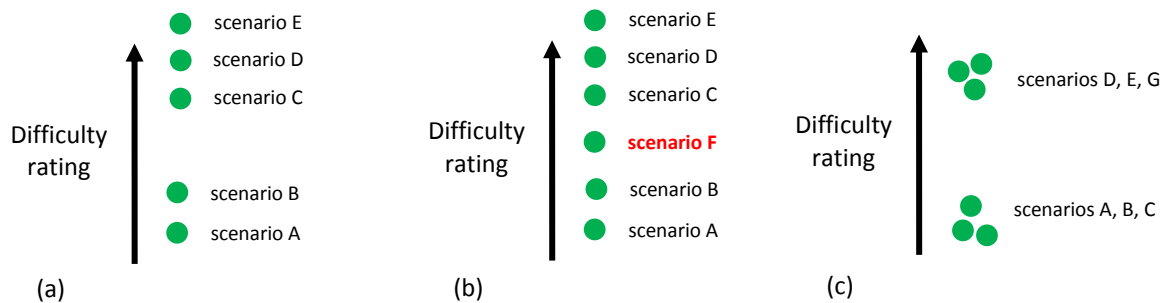 scenario E
scenario D
scenario C
Difficulty
rating
scenario B
scenario A
(a)
scenario E
scenario D
scenario C
Difficulty
rating
scenario F
scenario B
scenario A
(b)
scenarios D, E, G
Difficulty
rating
scenarios A, B, C
(c)